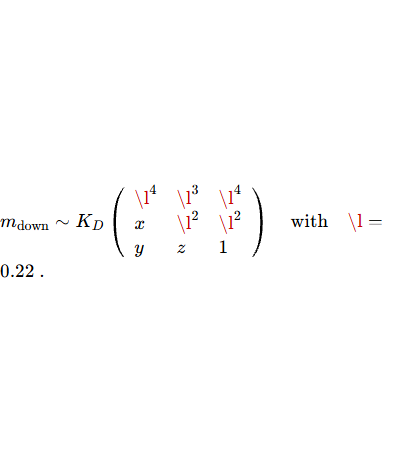 m_down ∼ K_D ( \l^4 \l^3 \l^4
x \l^2 \l^2
y z 1 ) with \l =
0.22 .